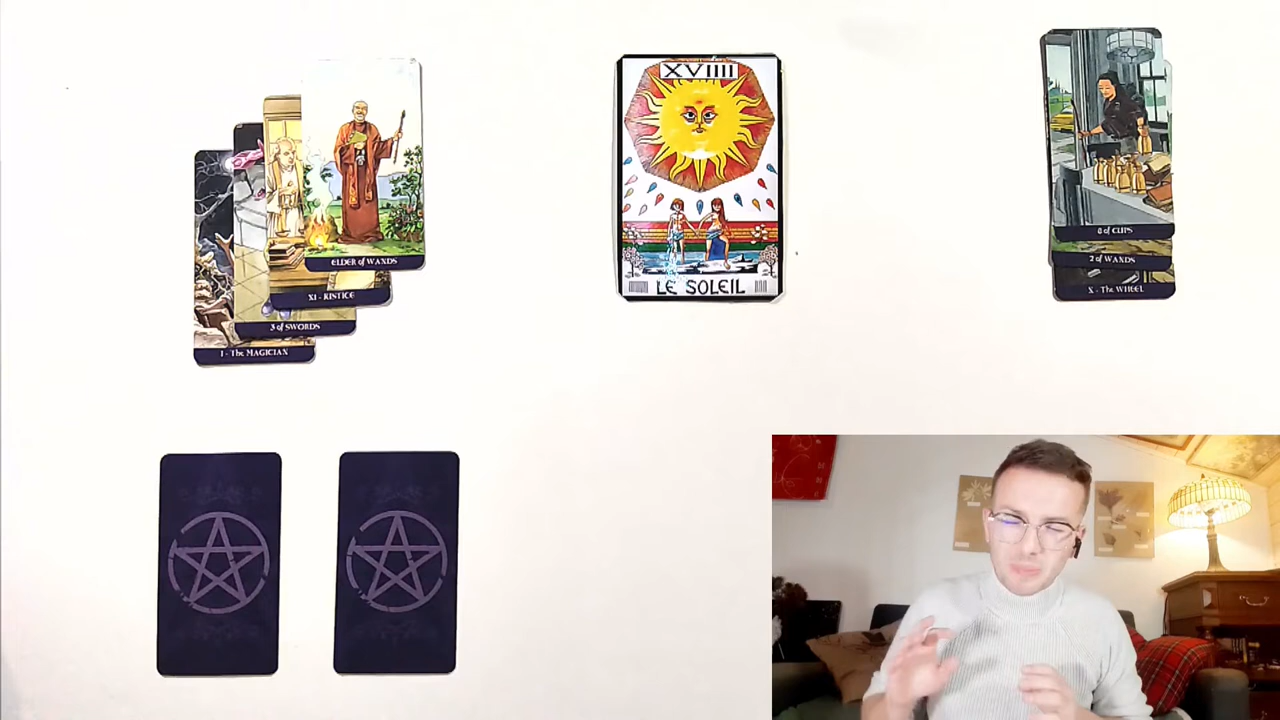 ELDER of WANDS
XI - JUSTICE
3 of SWORDS
I - The MAGICIAN
XVIIII
LE SOLEIL
8 of CUPS
2 of WANDS
X - The WHEEL